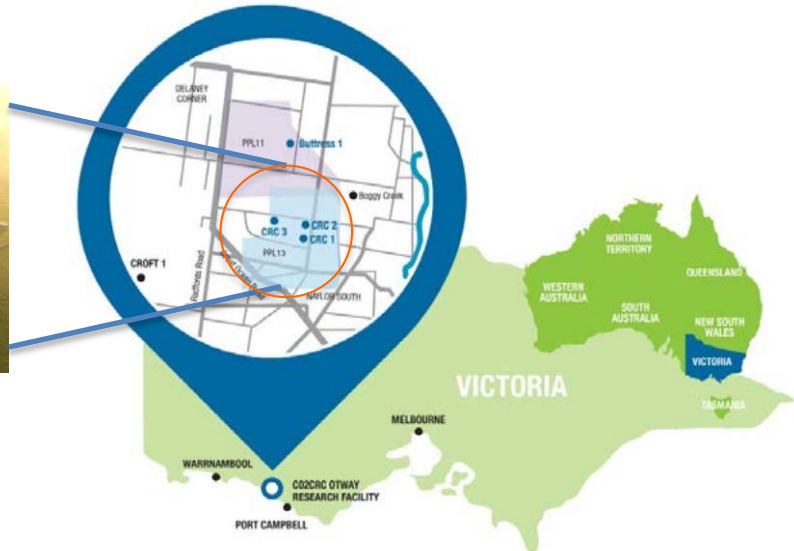 DELANEY
CORNER
PPL11
Buttress 1
Boggy Creek
CRC 3
CRC 2
CRC 1
PPL13
CROFT 1
NAYLOR SOUTH
NORTHERN
TERRITORY
QUEENSLAND
WESTERN
AUSTRALIA
SOUTH
AUSTRALIA
NEW SOUTH
WALES
VICTORIA
TASMANIA
VICTORIA
MELBOURNE
WARRNAMBOOL
CO2CRC OTWAY
RESEARCH FACILITY
PORT CAMPBELL